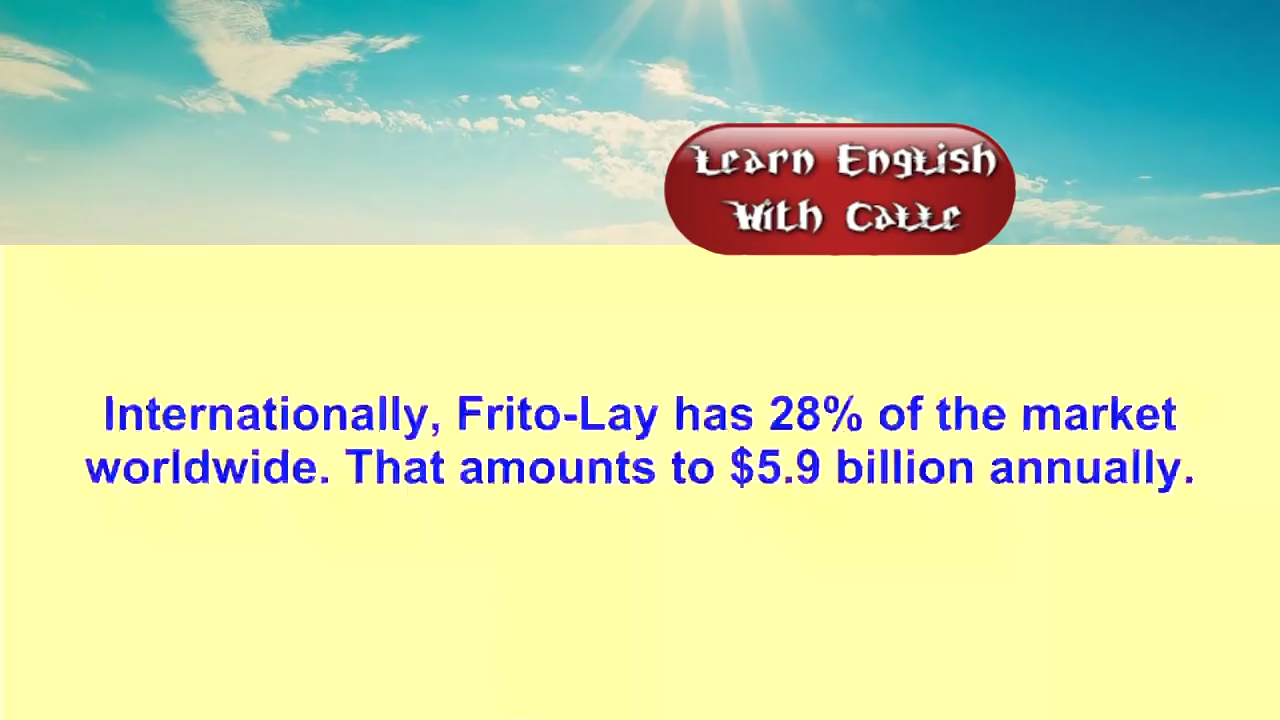 Learn English
With Calle
Internationally, Frito-Lay has 28% of the market
worldwide. That amounts to $5.9 billion annually.